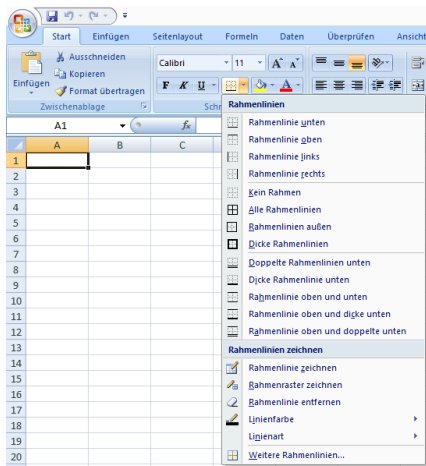 Start Einfügen Seitenlayout Formeln Daten Überprüfen Ansicht
Ausschneiden
Kopieren
Format übertragen
Einfügen
Zwischenablage
Calibri 11 A A
F K U A
Schr
A1 fx
A B C
1
2
3
4
5
6
7
8
9
10
11
12
13
14
15
16
17
18
19
20
Rahmenlinien
Rahmenlinie unten
Rahmenlinie oben
Rahmenlinie links
Rahmenlinie rechts
Kein Rahmen
Alle Rahmenlinien
Rahmenlinien außen
Dicke Rahmenlinien
Doppelte Rahmenlinien unten
Dicke Rahmenlinie unten
Rahmenlinie oben und unten
Rahmenlinie oben und dicke unten
Rahmenlinie oben und doppelte unten
Rahmenlinien zeichnen
Rahmenlinie zeichnen
Rahmenraster zeichnen
Rahmenlinie entfernen
Linienfarbe
Linienart
Weitere Rahmenlinien...